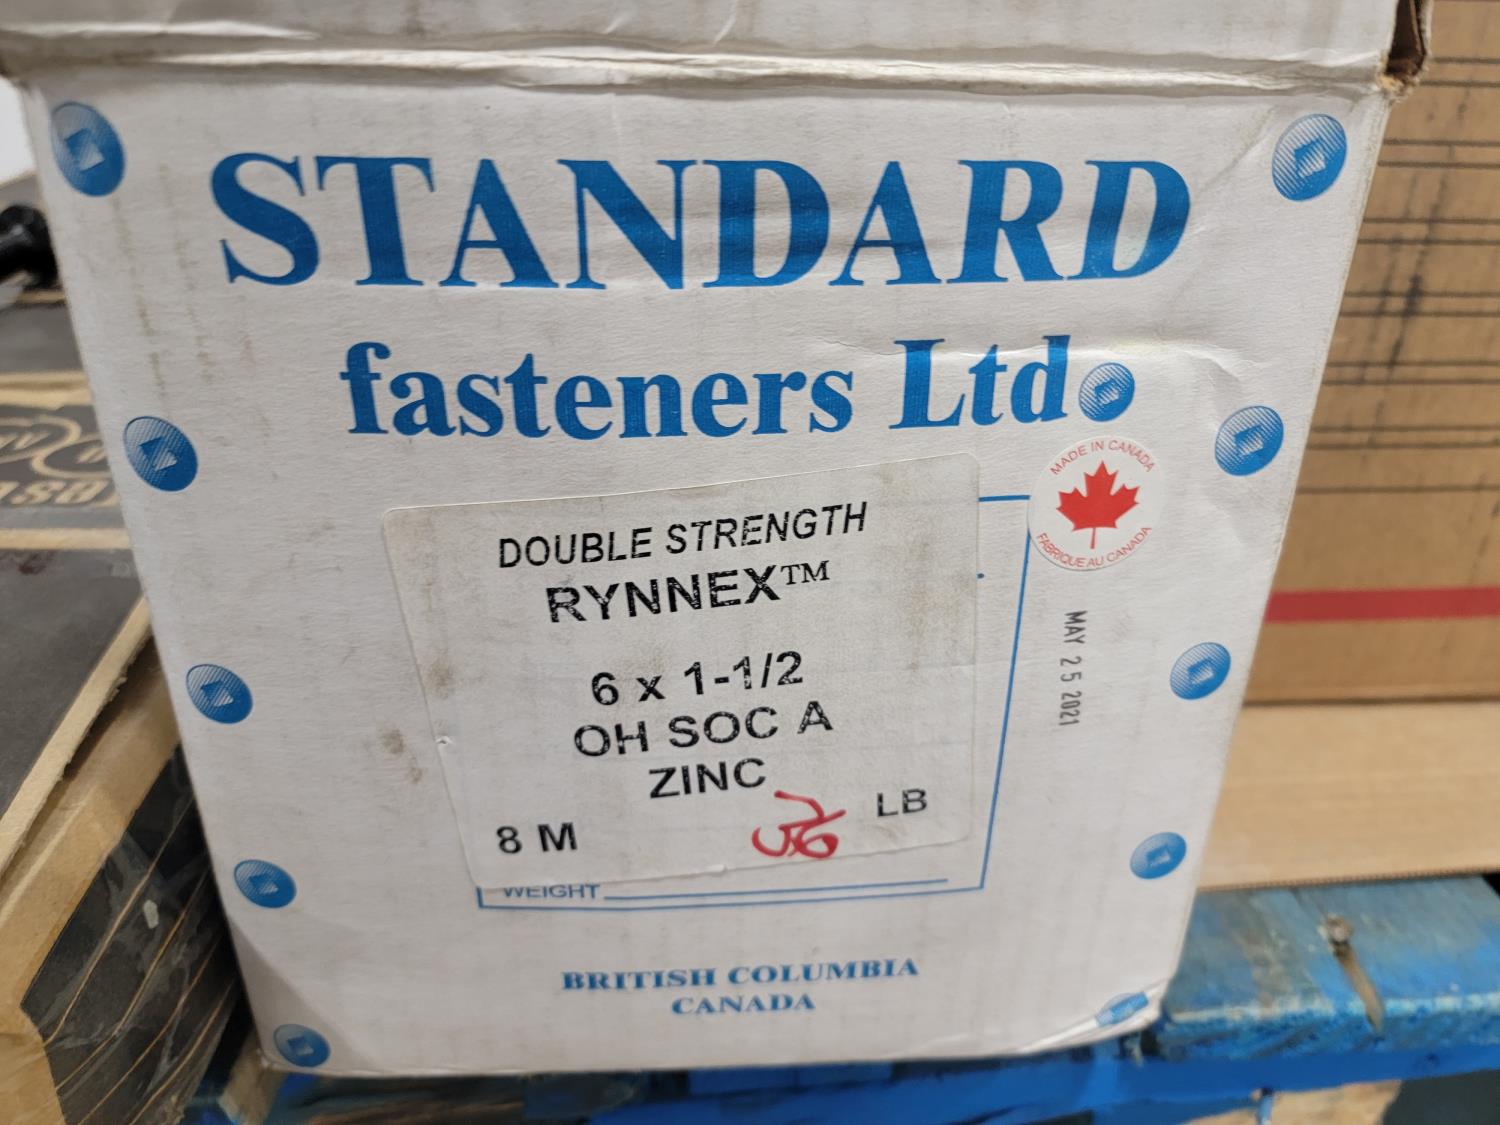 STANDARD
fasteners Ltd
MADE IN CANADA
FABRIQUE AU CANADA
DOUBLE STRENGTH
RYNNEX™
6 x 1-1/2
OH SOC A
ZINC
8 M
LB
MAY 25 2021
WEIGHT
BRITISH COLUMBIA
CANADA